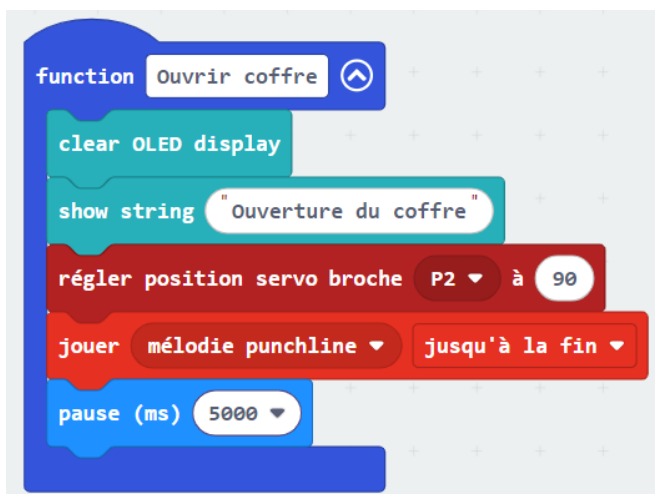 function Ouvrir coffre
clear OLED display
show string "Ouverture du coffre"
régler position servo broche P2 à 90
jouer mélodie punchline jusqu'à la fin
pause (ms) 5000